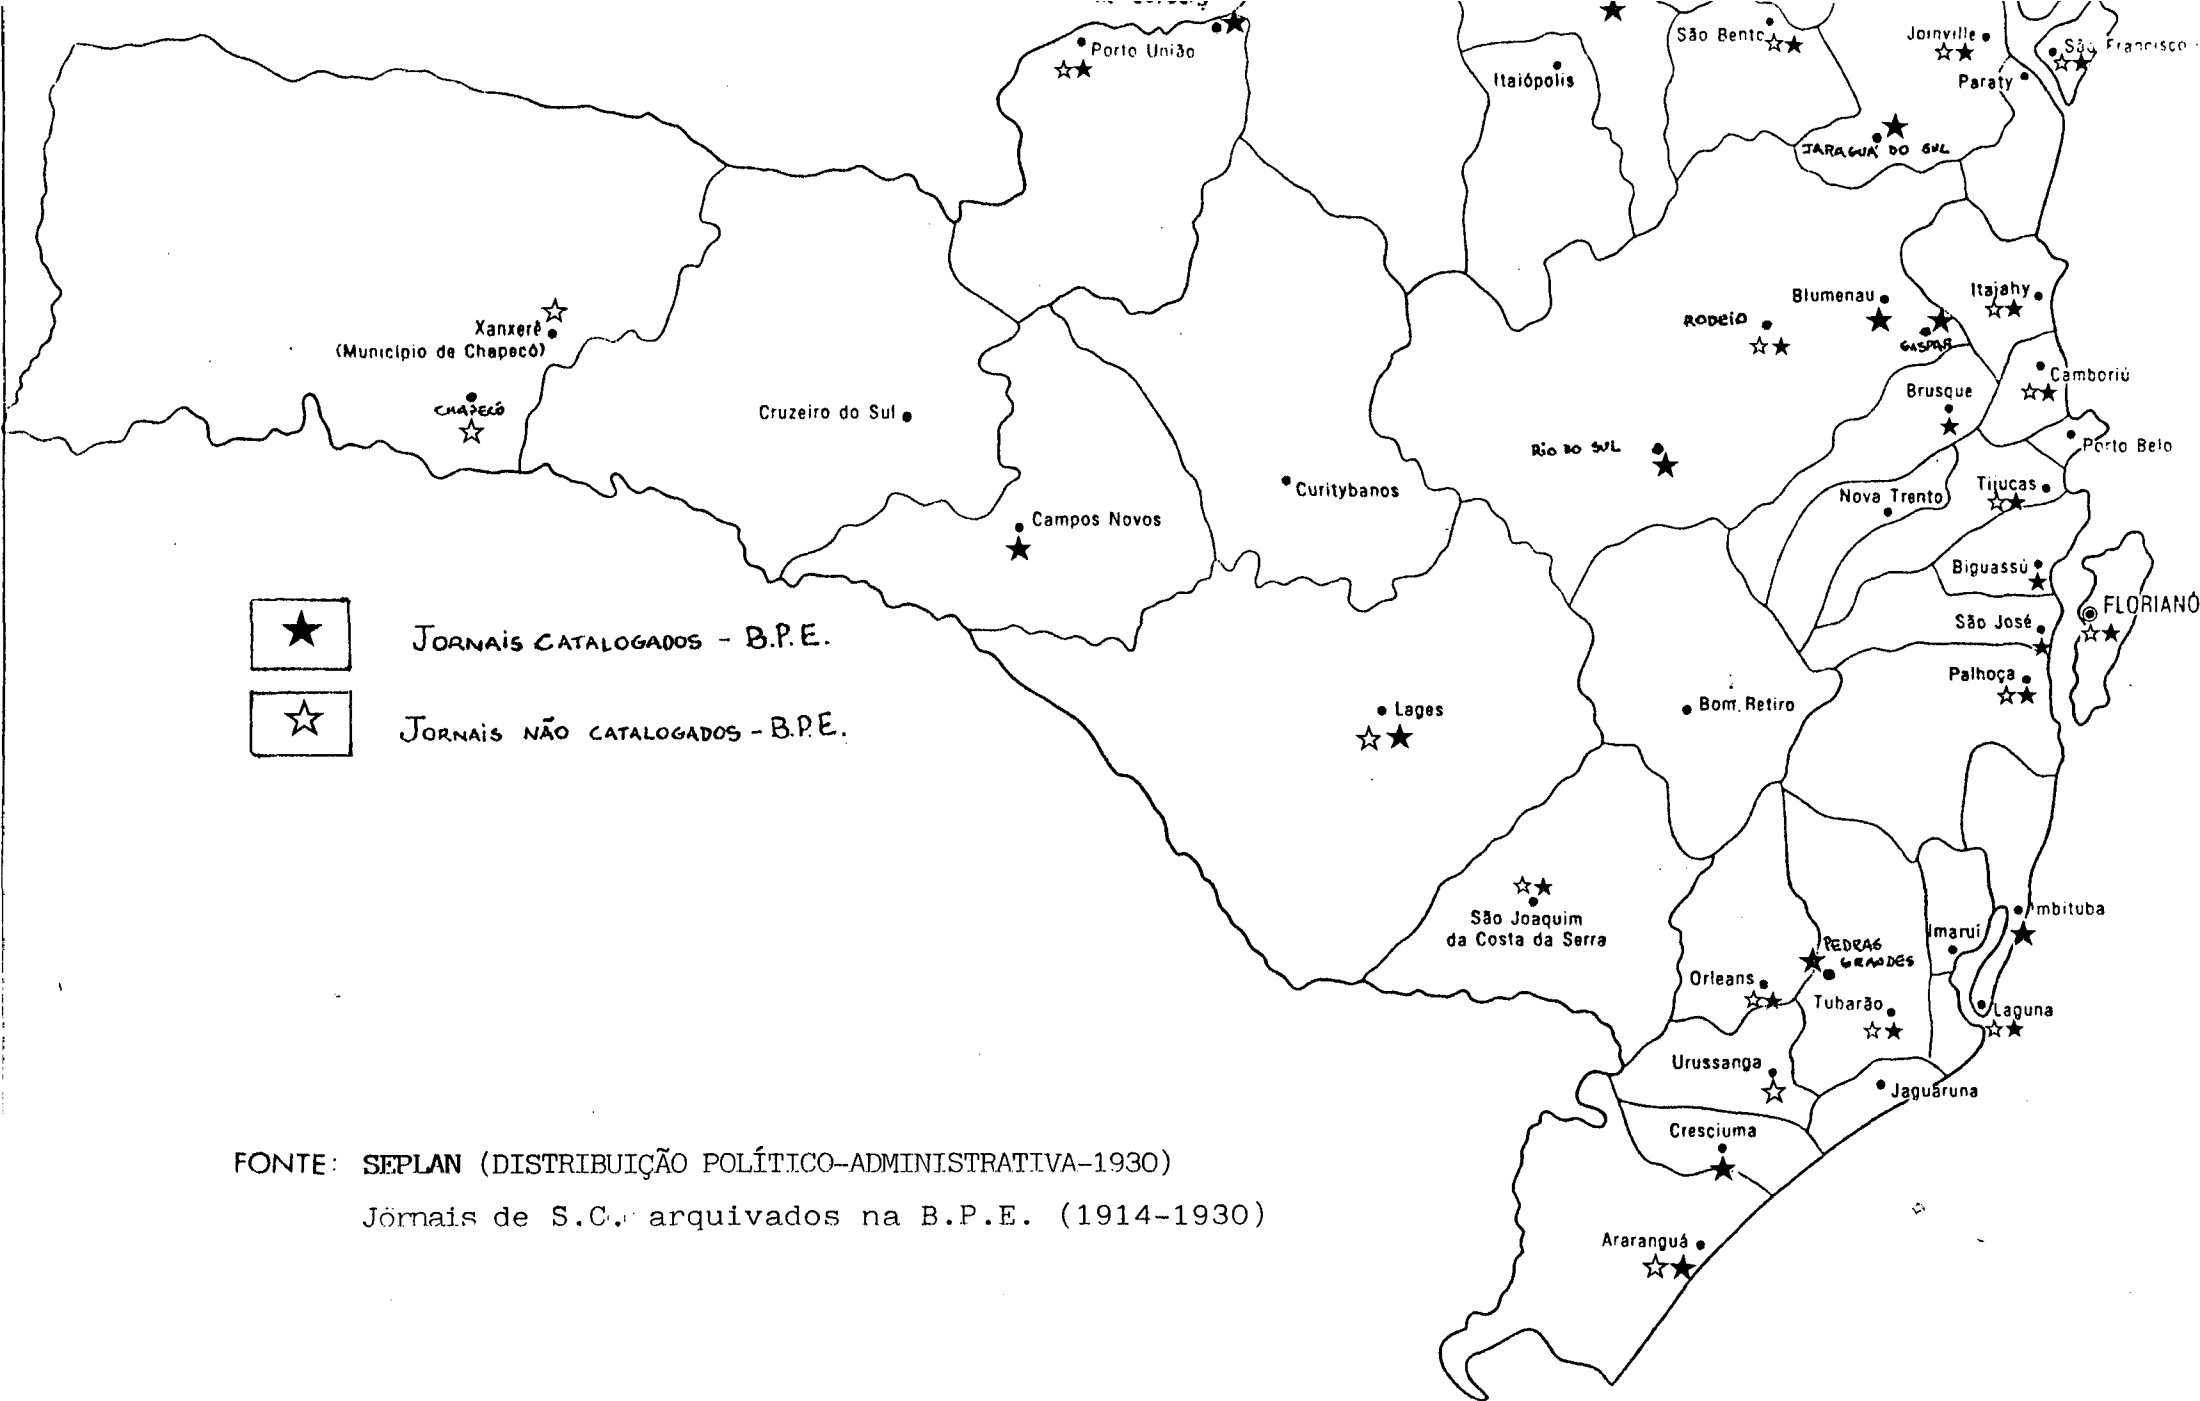 Porto União
São Bento
Joinville
São Francisco
Itaiópolis
Paraty
JARAGUÁ DO SUL
Xanxerê
(Município de Chapecó)
CHAPECÓ
Cruzeiro do Sul
Campos Novos
Curitybanos
RODEIO
Blumenau
GASPAR
Itajahy
Camboriú
Brusque
Porto Belo
RIO DO SUL
Nova Trento
Tijucas
Biguassú
FLORIANÓ
São José
Palhoça
JORNAIS CATALOGADOS - B.P.E.
JORNAIS NÃO CATALOGADOS - B.P.E.
Lages
Bom Retiro
São Joaquim
da Costa da Serra
Imbituba
Imaruí
PEDRAS
GRANDES
Orleans
Tubarão
Laguna
Urussanga
Jaguaruna
Cresciuma
Araranguá
FONTE: SEPLAN (DISTRIBUIÇÃO POLÍTICO-ADMINISTRATIVA-1930)
Jornais de S.C. arquivados na B.P.E. (1914-1930)